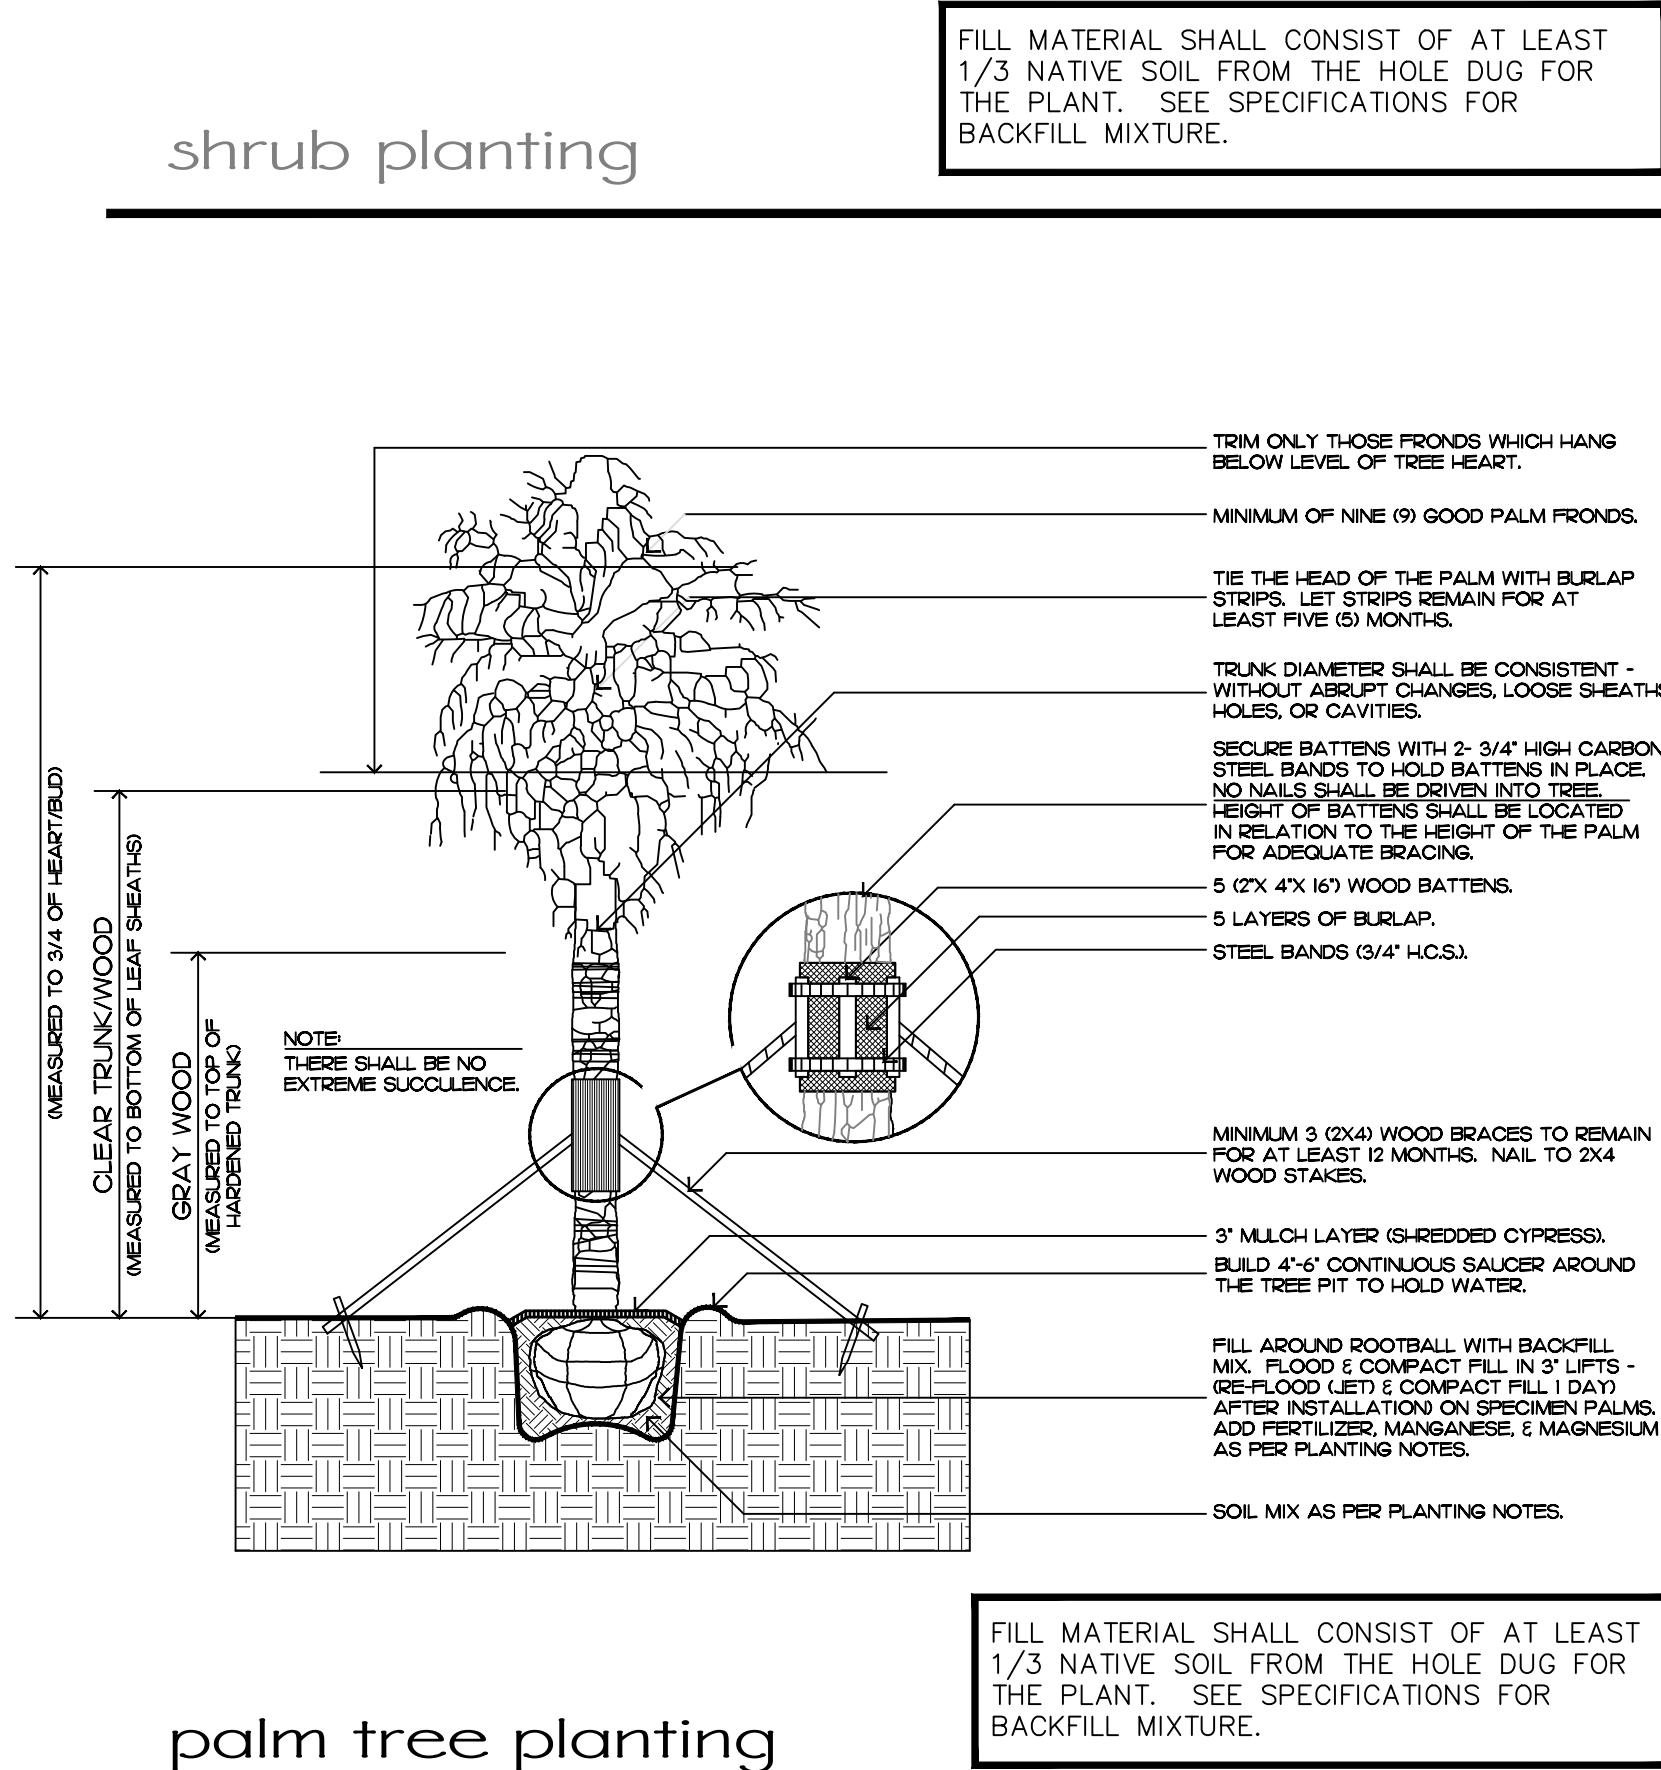 FILL MATERIAL SHALL CONSIST OF AT LEAST
1/3 NATIVE SOIL FROM THE HOLE DUG FOR
THE PLANT. SEE SPECIFICATIONS FOR
BACKFILL MIXTURE.
shrub planting
TRIM ONLY THOSE FRONDS WHICH HANG
BELOW LEVEL OF TREE HEART.
MINIMUM OF NINE (9) GOOD PALM FRONDS.
TIE THE HEAD OF THE PALM WITH BURLAP
STRIPS. LET STRIPS REMAIN FOR AT
LEAST FIVE (5) MONTHS.
TRUNK DIAMETER SHALL BE CONSISTENT -
WITHOUT ABRUPT CHANGES, LOOSE SHEATHS
HOLES, OR CAVITIES.
SECURE BATTENS WITH 2- 3/4" HIGH CARBON
STEEL BANDS TO HOLD BATTENS IN PLACE.
NO NAILS SHALL BE DRIVEN INTO TREE.
HEIGHT OF BATTENS SHALL BE LOCATED
IN RELATION TO THE HEIGHT OF THE PALM
FOR ADEQUATE BRACING.
5 (2"X 4"X 16") WOOD BATTENS.
5 LAYERS OF BURLAP.
STEEL BANDS (3/4" H.C.S.).
(MEASURED TO 3/4 OF HEART/BUD)
CLEAR TRUNK/WOOD
(MEASURED TO BOTTOM OF LEAF SHEATHS)
GRAY WOOD
(MEASURED TO TOP OF
HARDENED TRUNK)
NOTE:
THERE SHALL BE NO
EXTREME SUCCULENCE.
MINIMUM 3 (2X4) WOOD BRACES TO REMAIN
FOR AT LEAST 12 MONTHS. NAIL TO 2X4
WOOD STAKES.
3" MULCH LAYER (SHREDDED CYPRESS).
BUILD 4"-6" CONTINUOUS SAUCER AROUND
THE TREE PIT TO HOLD WATER.
FILL AROUND ROOTBALL WITH BACKFILL
MIX. FLOOD & COMPACT FILL IN 3" LIFTS -
(RE-FLOOD (JET) & COMPACT FILL 1 DAY)
AFTER INSTALLATION) ON SPECIMEN PALMS.
ADD FERTILIZER, MANGANESE, & MAGNESIUM
AS PER PLANTING NOTES.
SOIL MIX AS PER PLANTING NOTES.
FILL MATERIAL SHALL CONSIST OF AT LEAST
1/3 NATIVE SOIL FROM THE HOLE DUG FOR
THE PLANT. SEE SPECIFICATIONS FOR
BACKFILL MIXTURE.
palm tree planting